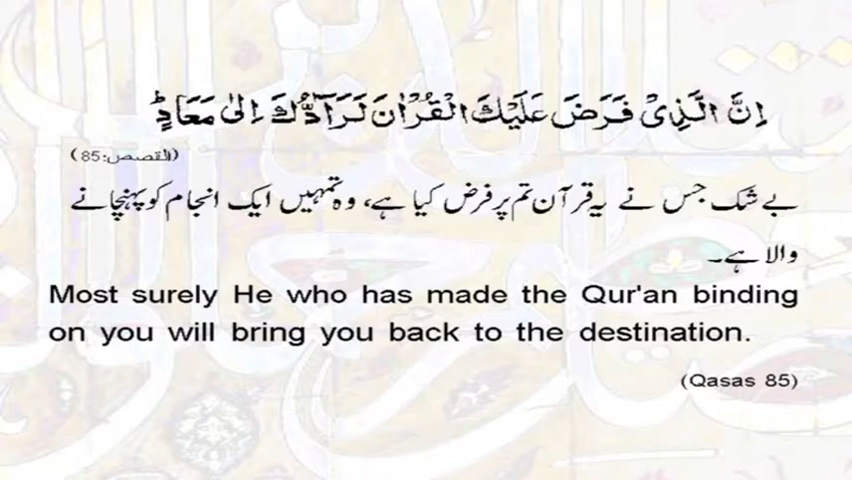 اِنَّ الَّذِیْ فَرَضَ عَلَیْكَ الْقُرْاٰنَ لَرَآدُّكَ اِلٰی مَعَادٍ ؕ
(القصص:85)
بے شک جس نے یہ قرآن تم پر فرض کیا ہے، وہ تمہیں ایک انجام کو پہنچانے
والا ہے۔
Most surely He who has made the Qur'an binding
on you will bring you back to the destination.
(Qasas 85)